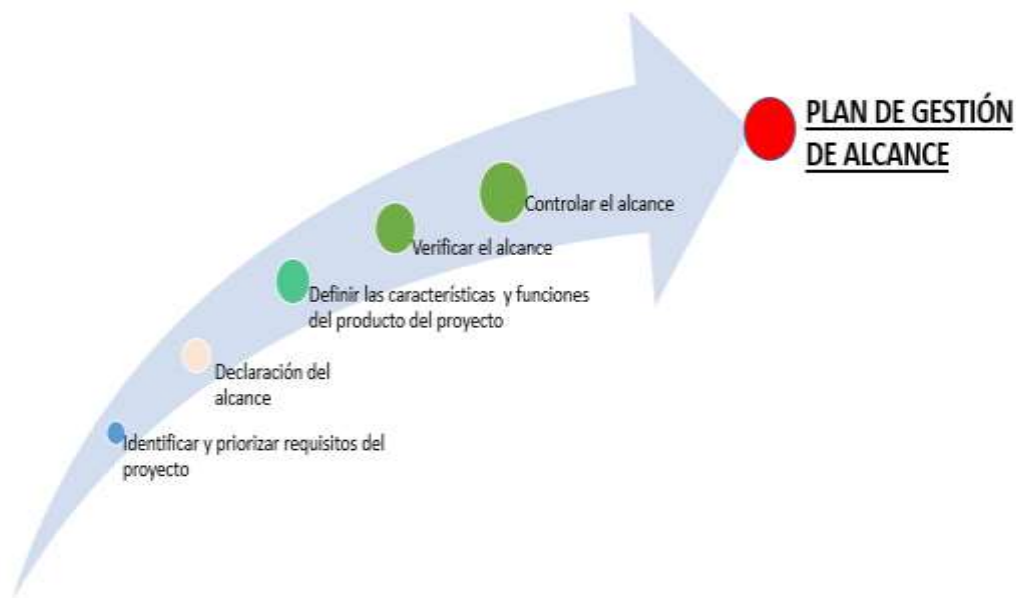 PLAN DE GESTIÓN
DE ALCANCE
Controlar el alcance
Verificar el alcance
Definir las características y funciones
del producto del proyecto
Declaración del
alcance
Identificar y priorizar requisitos del
proyecto